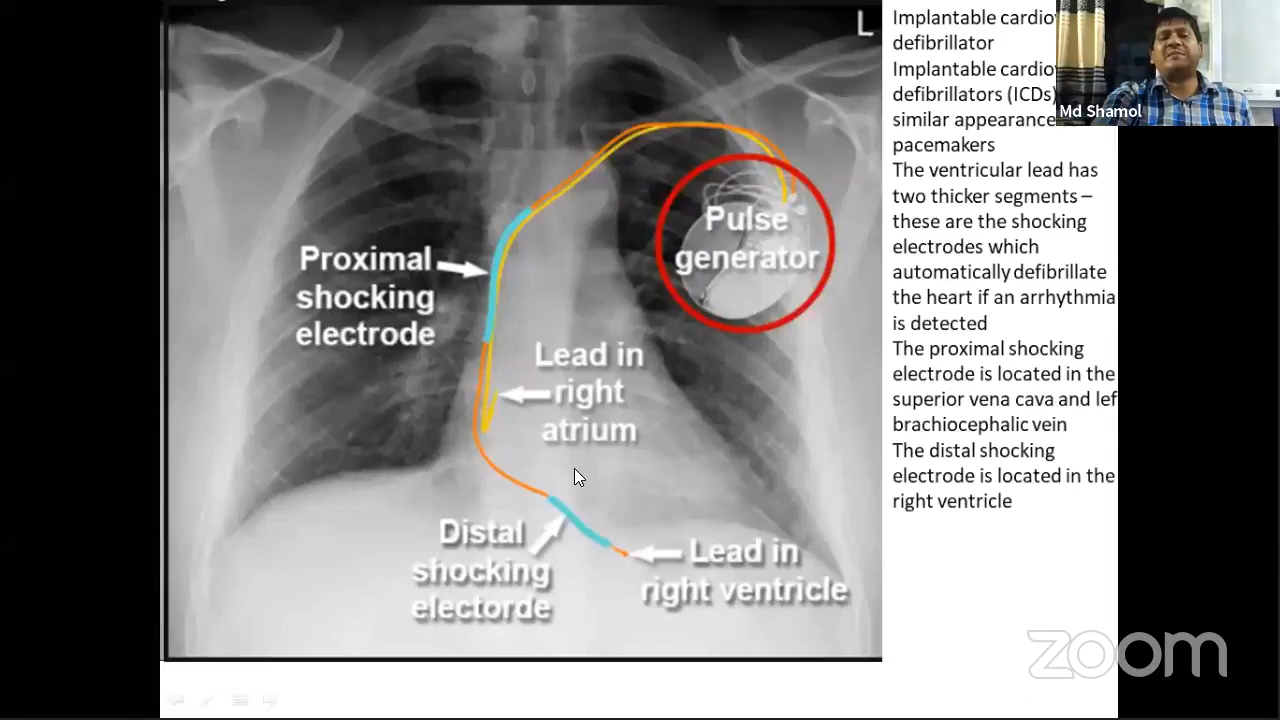 L
Pulse
generator
Proximal
shocking
electrode
Lead in
right
atrium
Distal
shocking
electorde
Lead in
right ventricle
Implantable
defibrillator
Implantable
defibrillators (ICDs)
similar appearance
pacemakers
The ventricular lead has
two thicker segments –
these are the shocking
electrodes which
automatically defibrillate
the heart if an arrhythmia
is detected
The proximal shocking
electrode is located in the
superior vena cava and lef
brachiocephalic vein
The distal shocking
electrode is located in the
right ventricle
Md Shamol
zoom